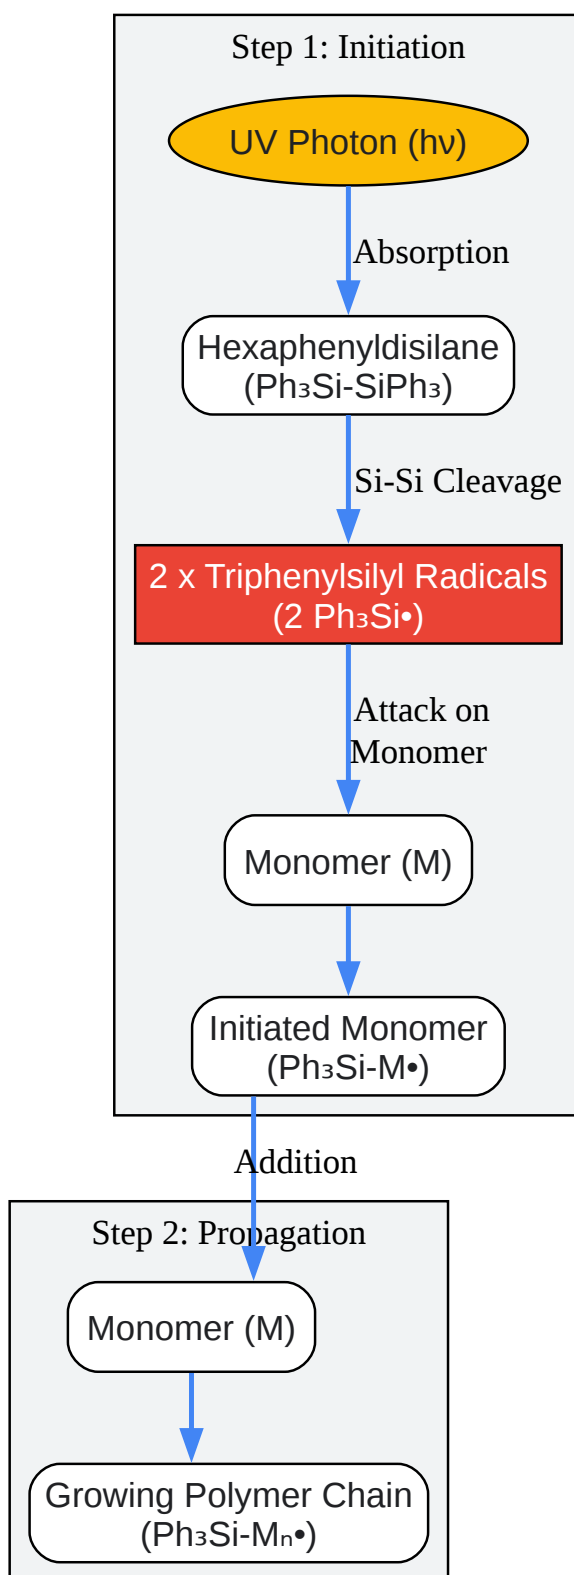 Step 1: Initiation
UV Photon (hν)
Absorption
Hexaphenyldisilane
(Ph₃Si-SiPh₃)
Si-Si Cleavage
2 x Triphenylsilyl Radicals
(2 Ph₃Si•)
Attack on
Monomer
Monomer (M)
Initiated Monomer
(Ph₃Si-M•)
Addition
Step 2: Propagation
Monomer (M)
Growing Polymer Chain
(Ph₃Si-Mₙ•)